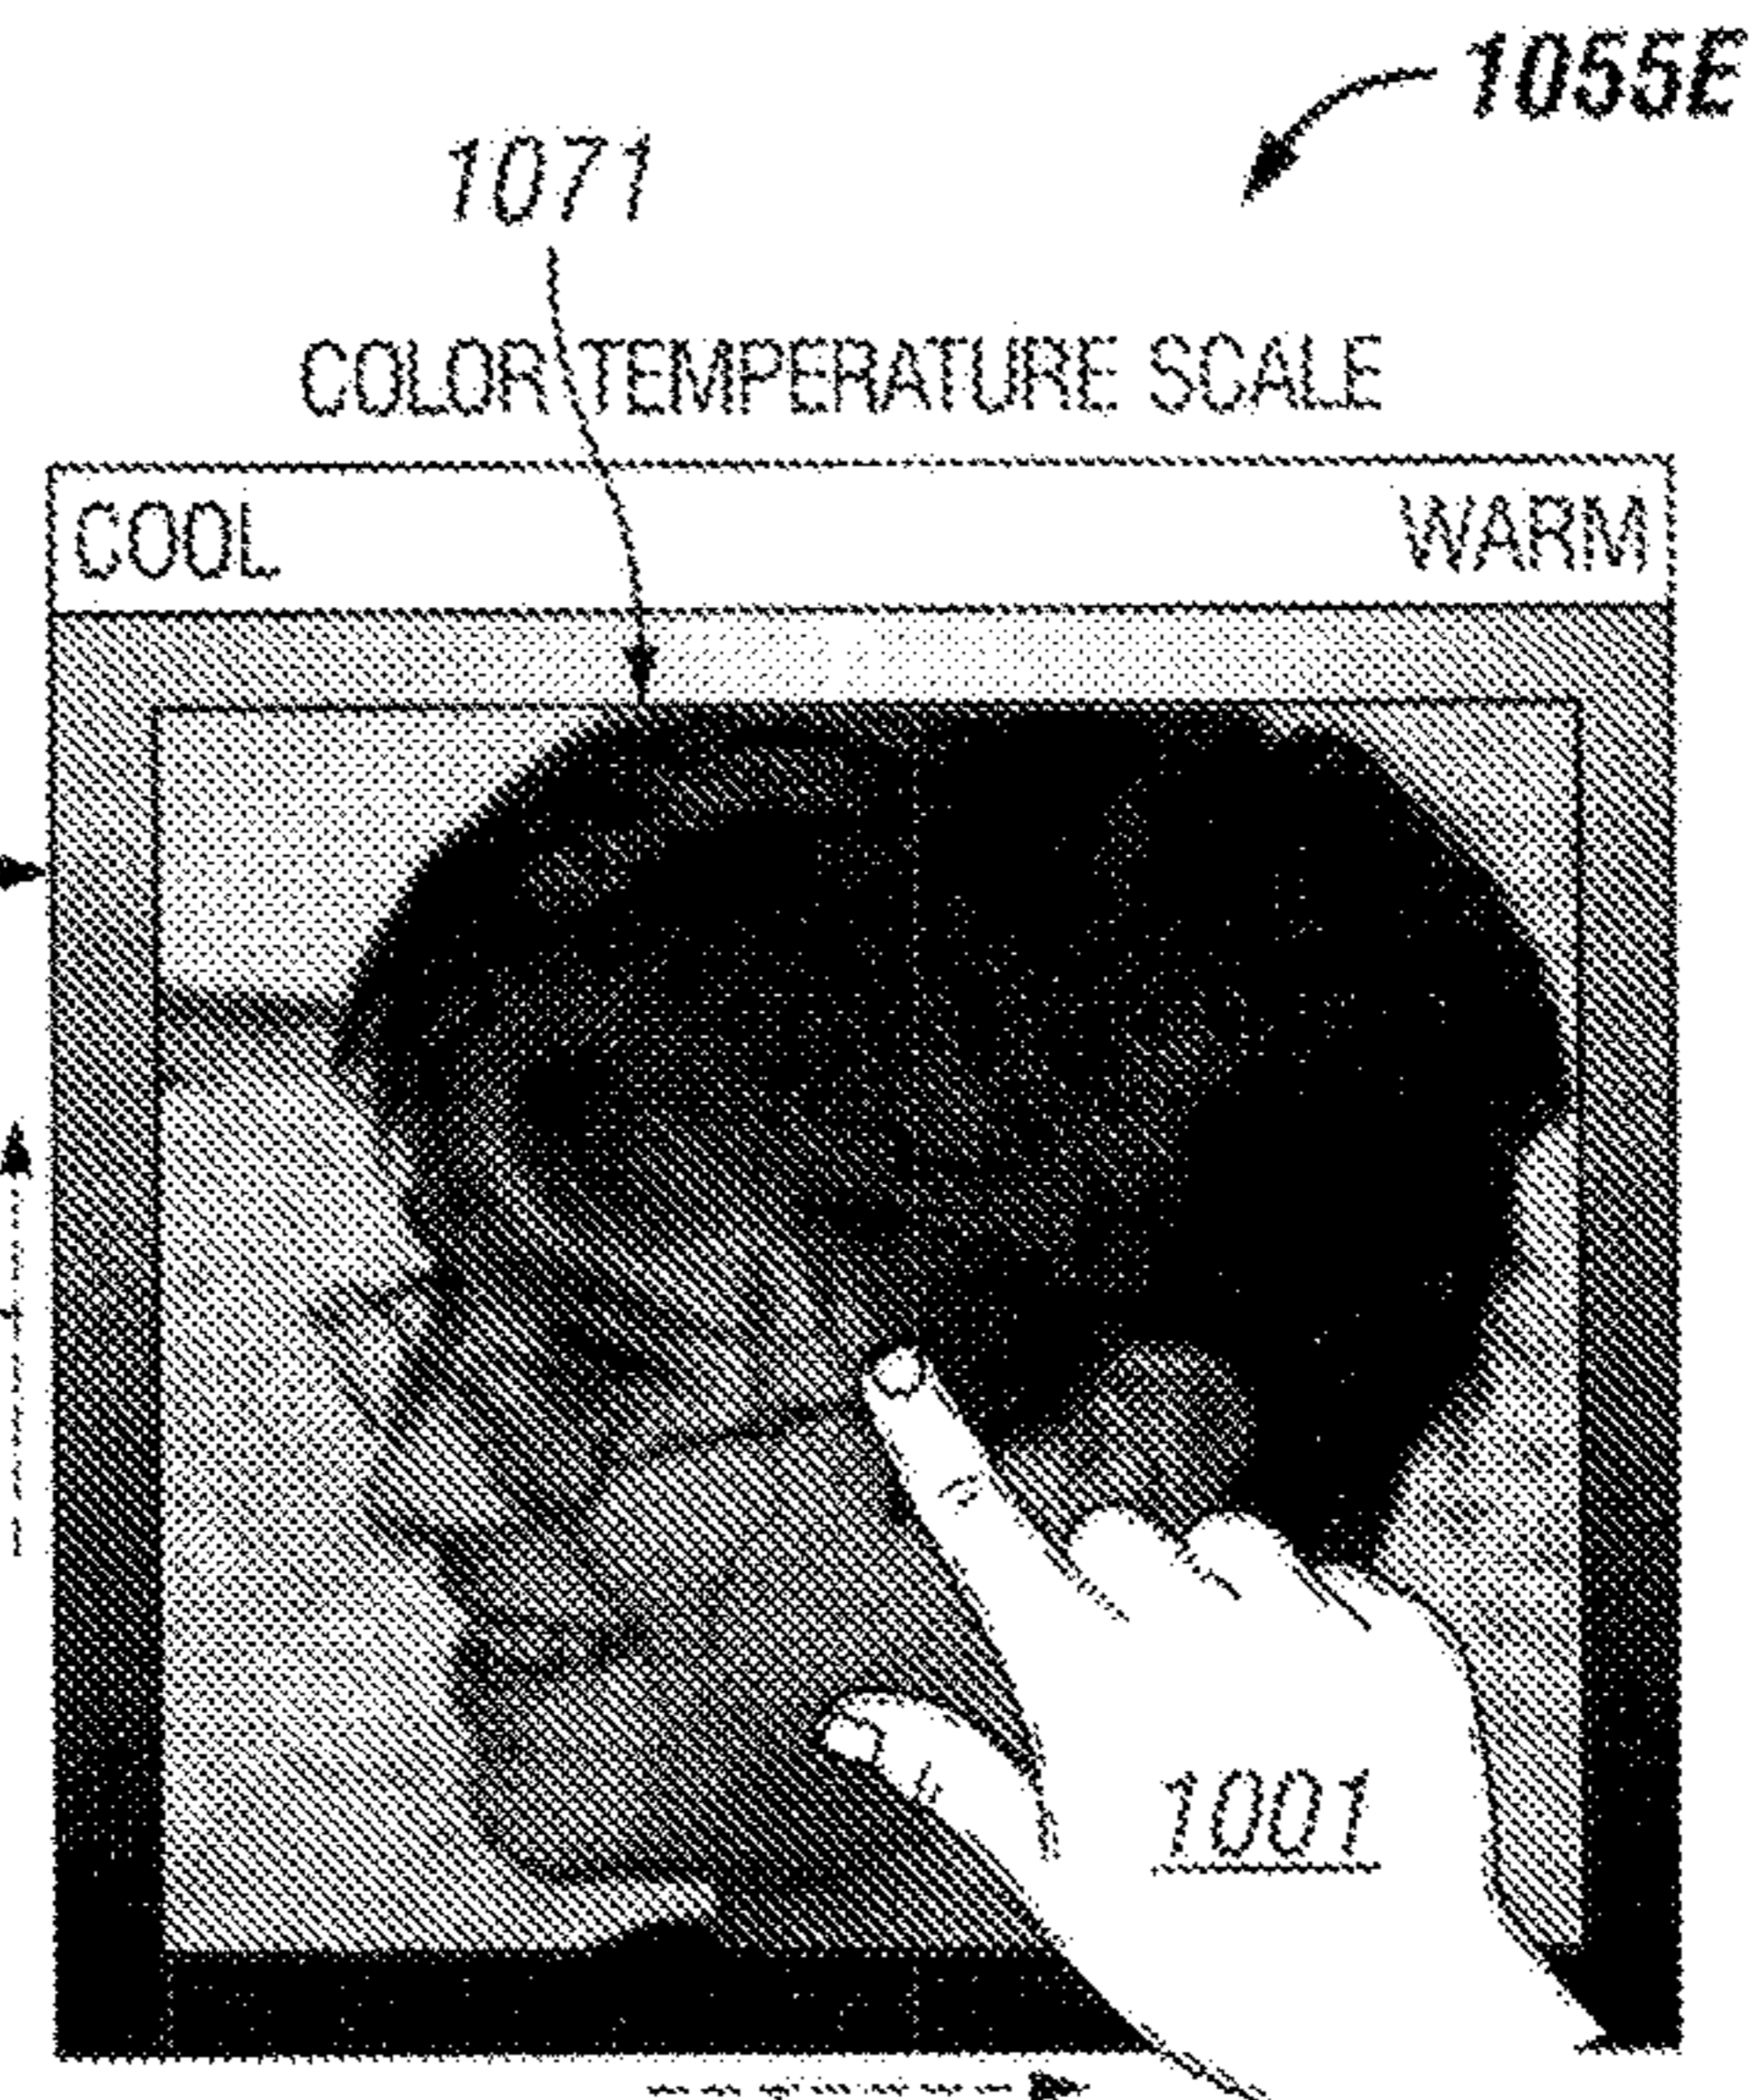 1055E
1071
COLOR TEMPERATURE SCALE
COOL WARM
1001